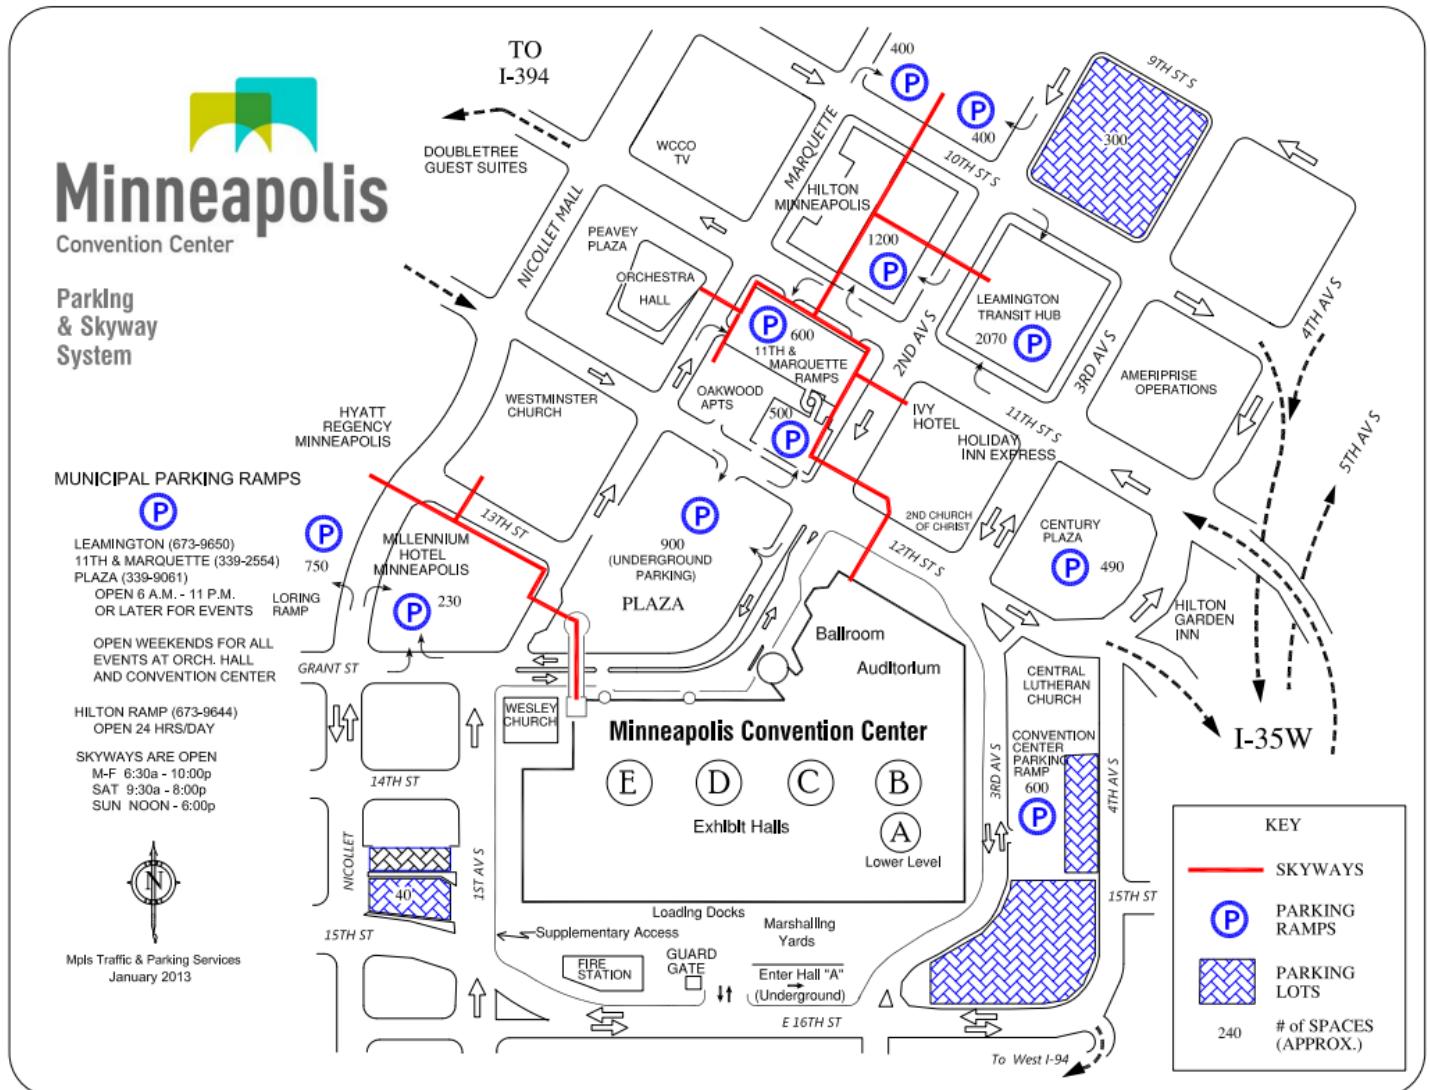 Minneapolis
Convention Center
Parking
& Skyway
System
TO
I-394
DOUBLETREE
GUEST SUITES
WCCO
TV
NICOLLET MALL
PEAVEY
PLAZA
ORCHESTRA
HALL
MARQUETTE
HILTON
MINNEAPOLIS
1200
P
400
P
P
400
10TH ST S
9TH ST S
300
LEAMINGTON
TRANSIT HUB
2070
P
2ND AV S
3RD AV S
4TH AV S
5TH AV S
AMERIPRISE
OPERATIONS
11TH ST S
P
600
11TH &
MARQUETTE
RAMPS
OAKWOOD
APTS
500
P
IVY
HOTEL
HOLIDAY
INN EXPRESS
2ND CHURCH
OF CHRIST
12TH ST S
CENTURY
PLAZA
P
490
HILTON
GARDEN
INN
WESTMINSTER
CHURCH
HYATT
REGENCY
MINNEAPOLIS
13TH ST
MILLENNIUM
HOTEL
MINNEAPOLIS
P
230
P
750
LORING
RAMP
GRANT ST
P
900
(UNDERGROUND
PARKING)
PLAZA
MUNICIPAL PARKING RAMPS
P
LEAMINGTON (673-9650)
11TH & MARQUETTE (339-2554)
PLAZA (339-9061)
OPEN 6 A.M. - 11 P.M.
OR LATER FOR EVENTS
OPEN WEEKENDS FOR ALL
EVENTS AT ORCH. HALL
AND CONVENTION CENTER
HILTON RAMP (673-9644)
OPEN 24 HRS/DAY
SKYWAYS ARE OPEN
M-F 6:30a - 10:00p
SAT 9:30a - 8:00p
SUN NOON - 6:00p
N
Mpls Traffic & Parking Services
January 2013
WESLEY
CHURCH
Ballroom
Auditorium
Minneapolis Convention Center
E
D
C
B
A
Exhibit Halls
Lower Level
CENTRAL
LUTHERAN
CHURCH
CONVENTION
CENTER
PARKING
RAMP
600
P
3RD AV S
4TH AV S
I-35W
14TH ST
NICOLLET
1ST AV S
40
15TH ST
15TH ST
Loading Docks
Supplementary Access
Marshalling
Yards
FIRE
STATION
GUARD
GATE
Enter Hall "A"
(Underground)
E 16TH ST
To West I-94
KEY
SKYWAYS
P
PARKING
RAMPS
PARKING
LOTS
240
# of SPACES
(APPROX.)